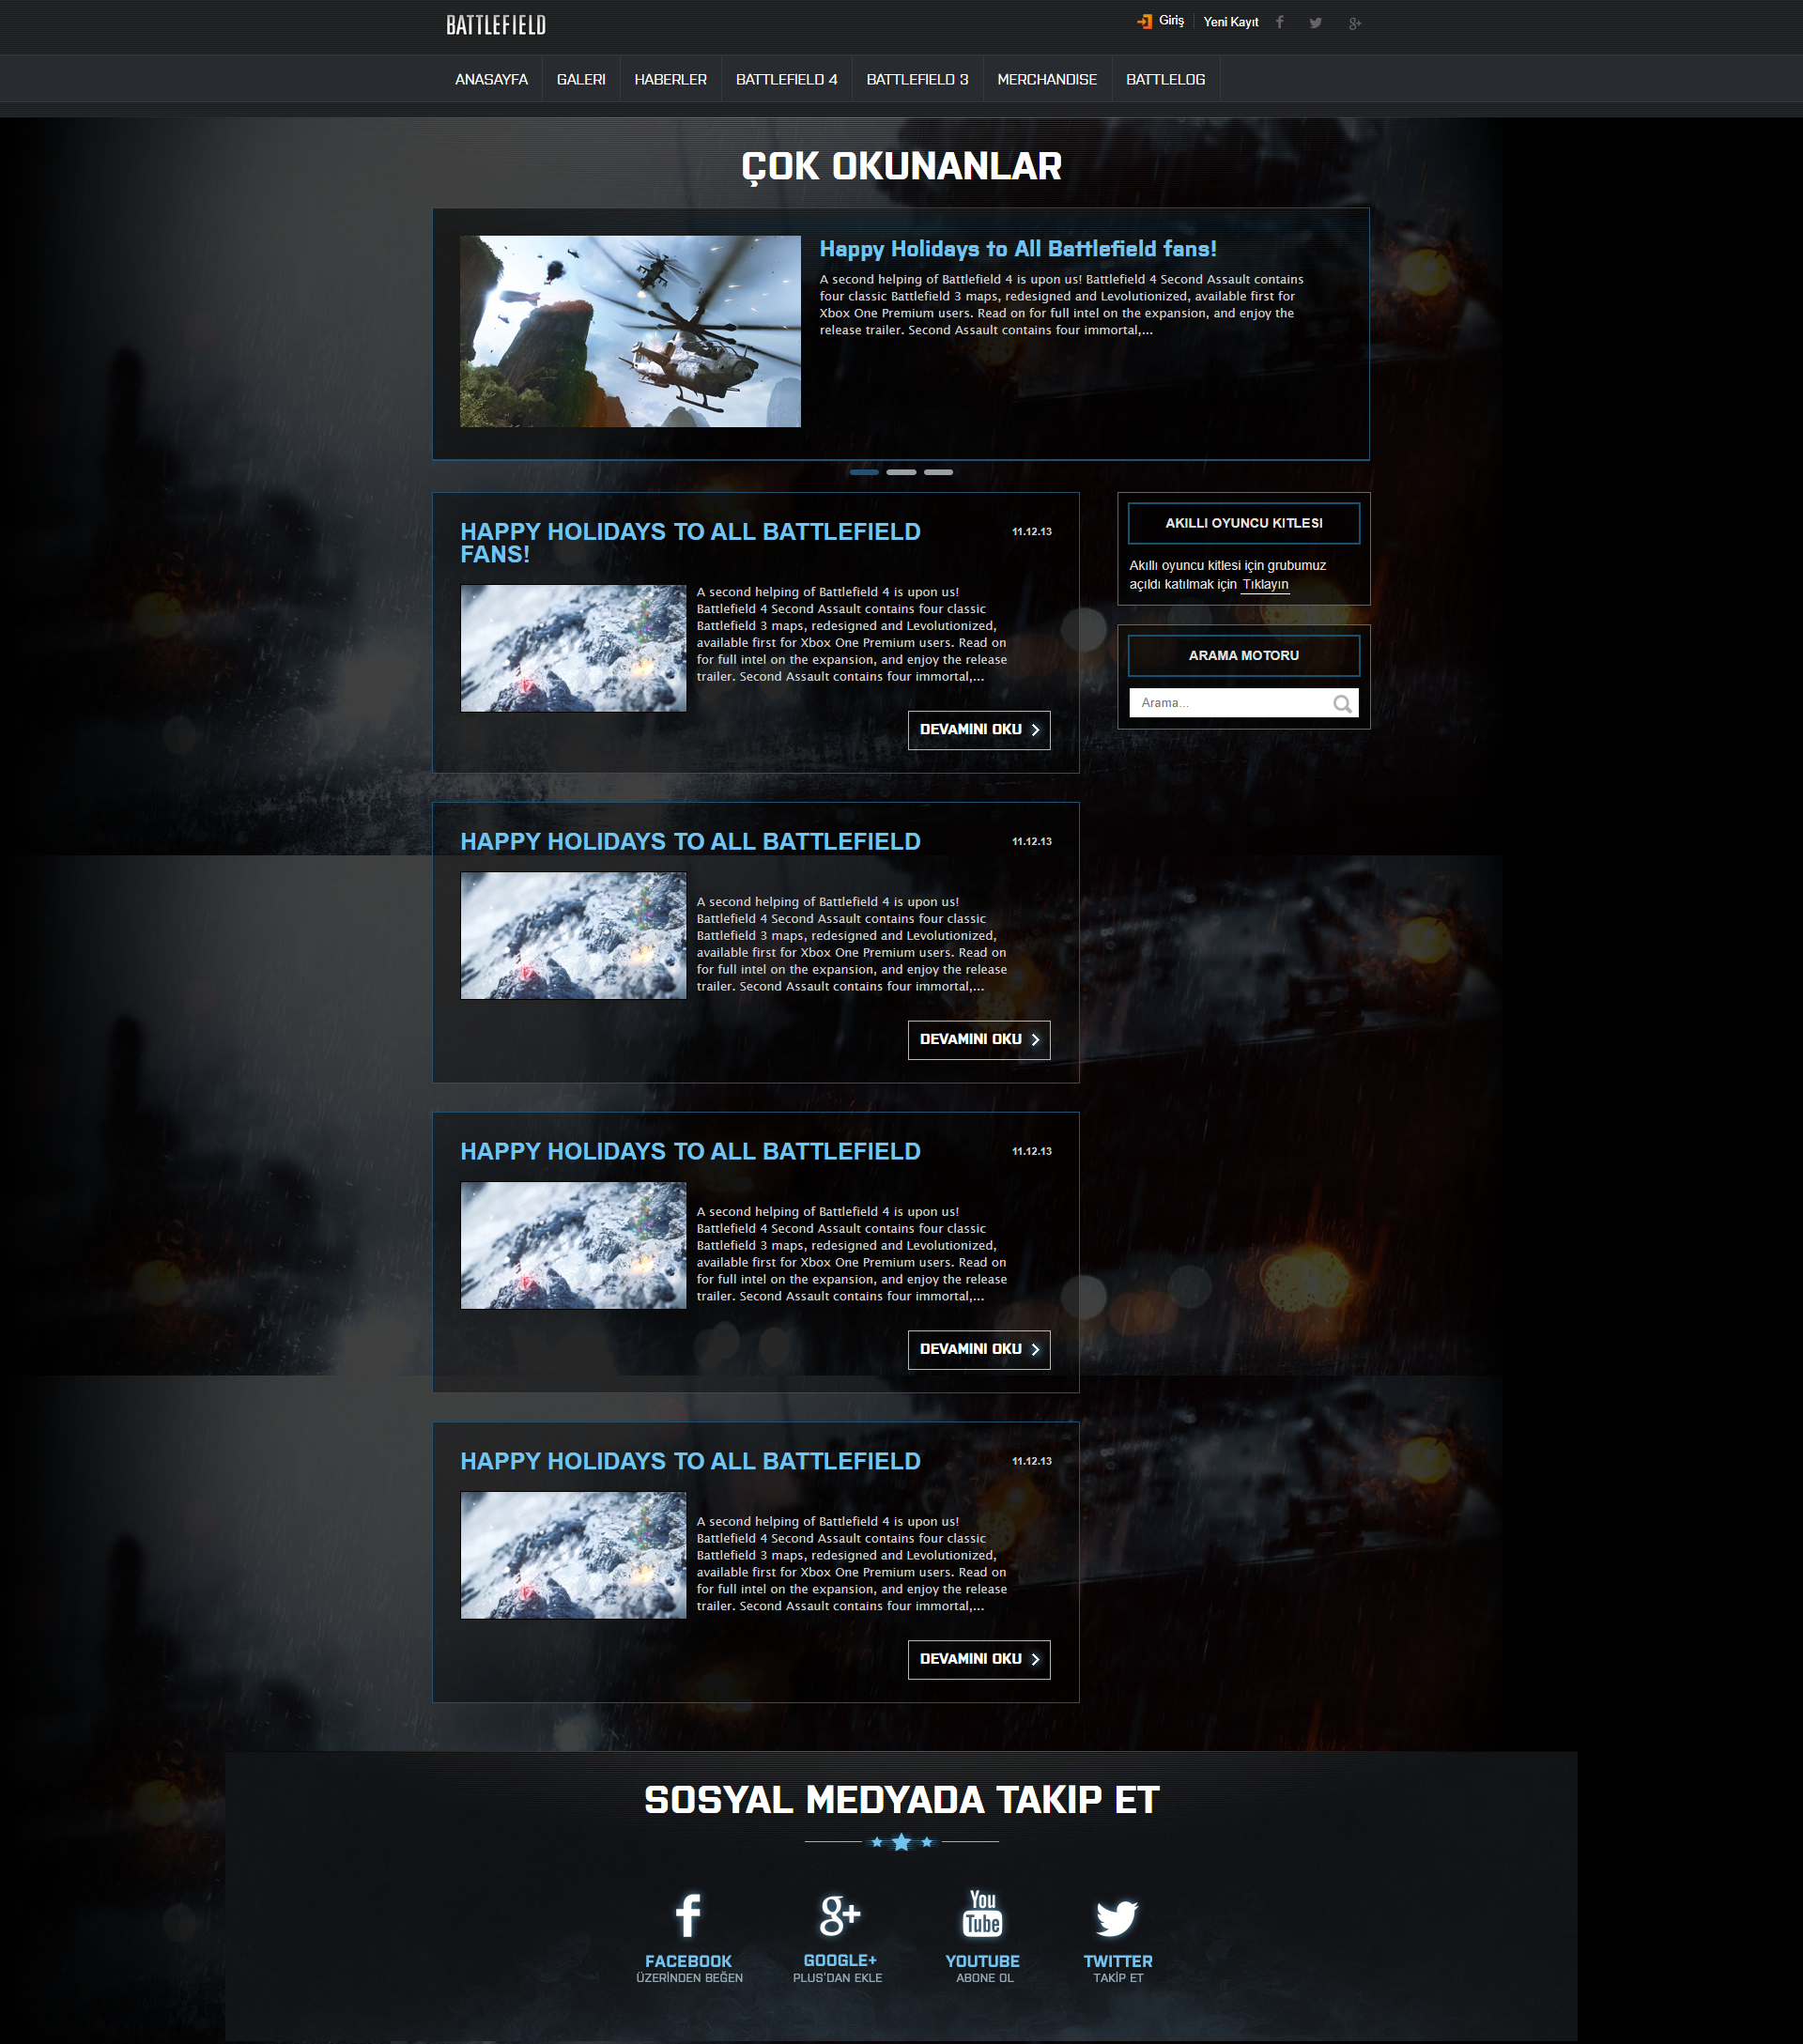 BATTLEFIELD
Giriş
Yeni Kayıt
ANASAYFA
GALERI
HABERLER
BATTLEFIELD 4
BATTLEFIELD 3
MERCHANDISE
BATTLELOG
ÇOK OKUNANLAR
Happy Holidays to All Battlefield fans!
A second helping of Battlefield 4 is upon us! Battlefield 4 Second Assault contains
four classic Battlefield 3 maps, redesigned and Levolutionized, available first for
Xbox One Premium users. Read on for full intel on the expansion, and enjoy the
release trailer. Second Assault contains four immortal,...
HAPPY HOLIDAYS TO ALL BATTLEFIELD
FANS!
11.12.13
A second helping of Battlefield 4 is upon us!
Battlefield 4 Second Assault contains four classic
Battlefield 3 maps, redesigned and Levolutionized,
available first for Xbox One Premium users. Read on
for full intel on the expansion, and enjoy the release
trailer. Second Assault contains four immortal,...
DEVAMINI OKU
AKILLI OYUNCU KITLESI
Akıllı oyuncu kitlesi için grubumuz
açıldı katılmak için Tıklayın
ARAMA MOTORU
Arama...
HAPPY HOLIDAYS TO ALL BATTLEFIELD
11.12.13
A second helping of Battlefield 4 is upon us!
Battlefield 4 Second Assault contains four classic
Battlefield 3 maps, redesigned and Levolutionized,
available first for Xbox One Premium users. Read on
for full intel on the expansion, and enjoy the release
trailer. Second Assault contains four immortal,...
DEVAMINI OKU
HAPPY HOLIDAYS TO ALL BATTLEFIELD
11.12.13
A second helping of Battlefield 4 is upon us!
Battlefield 4 Second Assault contains four classic
Battlefield 3 maps, redesigned and Levolutionized,
available first for Xbox One Premium users. Read on
for full intel on the expansion, and enjoy the release
trailer. Second Assault contains four immortal,...
DEVAMINI OKU
HAPPY HOLIDAYS TO ALL BATTLEFIELD
11.12.13
A second helping of Battlefield 4 is upon us!
Battlefield 4 Second Assault contains four classic
Battlefield 3 maps, redesigned and Levolutionized,
available first for Xbox One Premium users. Read on
for full intel on the expansion, and enjoy the release
trailer. Second Assault contains four immortal,...
DEVAMINI OKU
SOSYAL MEDYADA TAKIP ET
You
Tube
FACEBOOK
ÜZERİNDEN BEĞEN
GOOGLE+
PLUS'DAN EKLE
YOUTUBE
ABONE OL
TWITTER
TAKİP ET